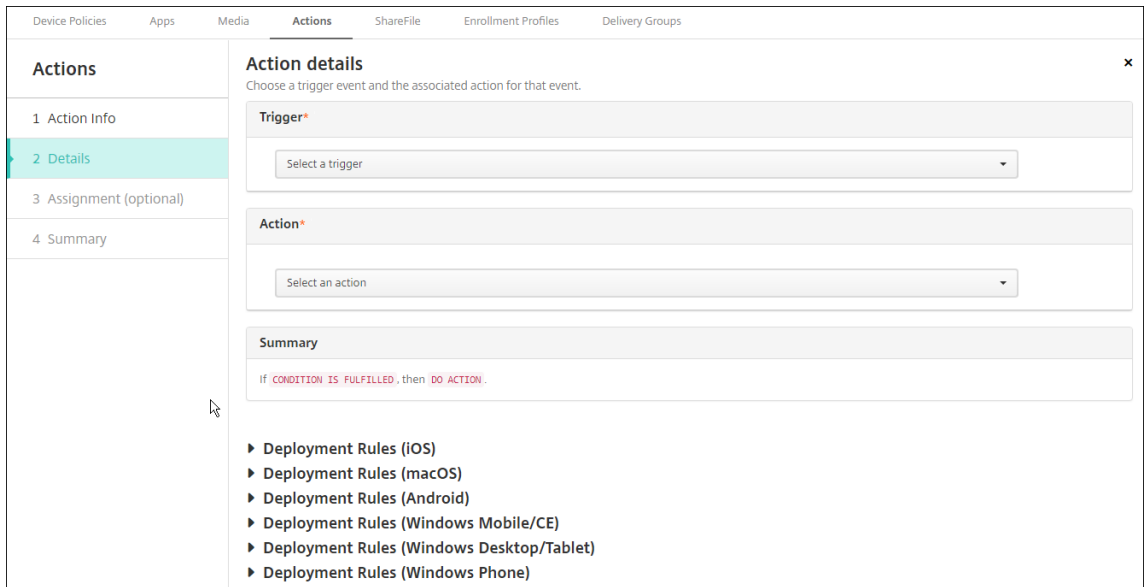 Device Policies Apps Media Actions ShareFile Enrollment Profiles Delivery Groups
Actions
1 Action Info
2 Details
3 Assignment (optional)
4 Summary
Action details
Choose a trigger event and the associated action for that event.
Trigger*
Select a trigger
Action*
Select an action
Summary
If CONDITION IS FULFILLED, then DO ACTION.
Deployment Rules (iOS)
Deployment Rules (macOS)
Deployment Rules (Android)
Deployment Rules (Windows Mobile/CE)
Deployment Rules (Windows Desktop/Tablet)
Deployment Rules (Windows Phone)